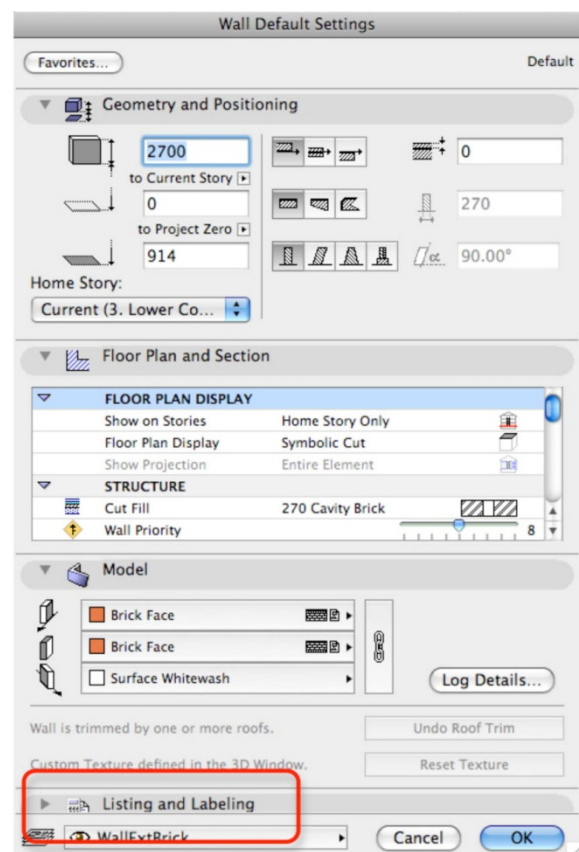 Wall Default Settings
Favorites...
Default
Geometry and Positioning
2700
to Current Story
0
to Project Zero
914
Home Story:
Current (3. Lower Co...
0
270
α
90.00°
Floor Plan and Section
FLOOR PLAN DISPLAY
Show on Stories Home Story Only
Floor Plan Display Symbolic Cut
Show Projection Entire Element
STRUCTURE
Cut Fill 270 Cavity Brick
Wall Priority 8
Model
Brick Face
Brick Face
Surface Whitewash
Log Details...
Wall is trimmed by one or more roofs. Undo Roof Trim
Custom Texture defined in the 3D Window. Reset Texture
Listing and Labeling
WallExtBrick Cancel OK